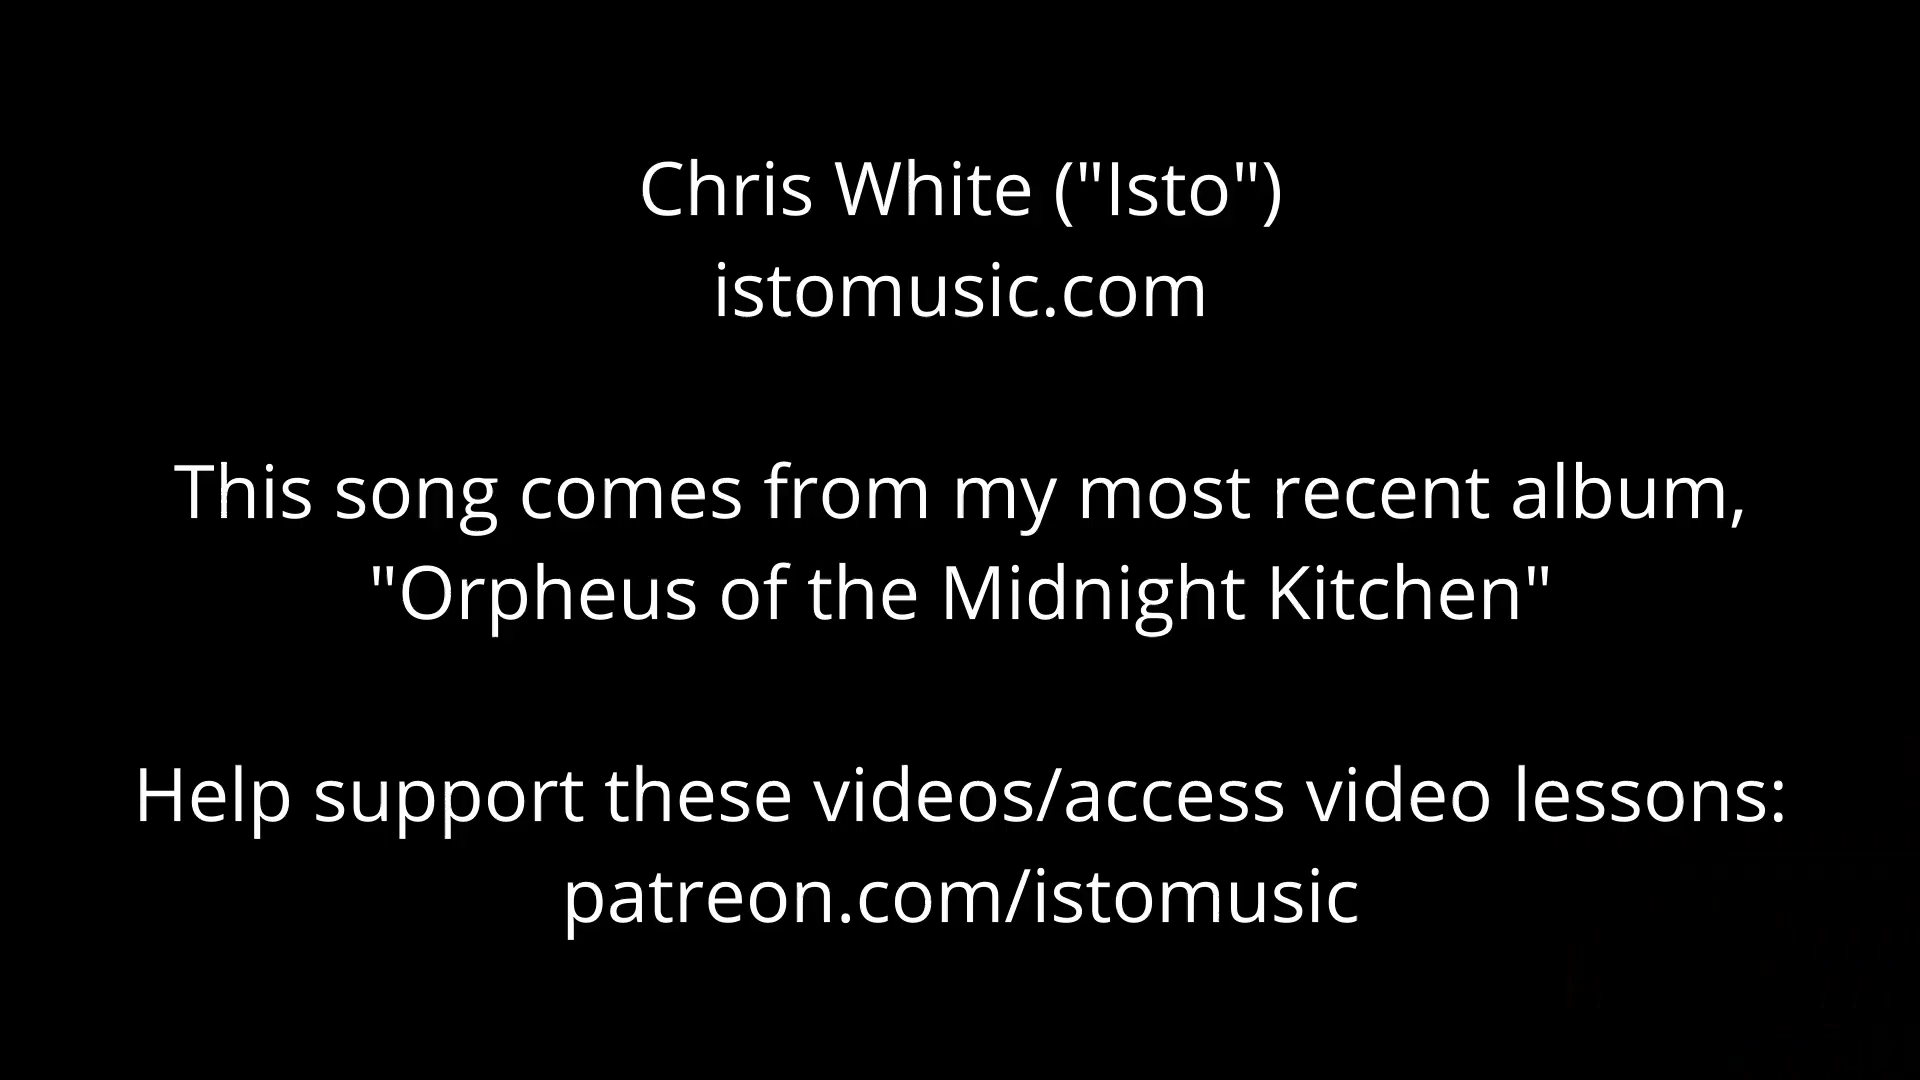 Chris White ("Isto")
istomusic.com
This song comes from my most recent album,
"Orpheus of the Midnight Kitchen"
Help support these videos/access video lessons:
patreon.com/istomusic